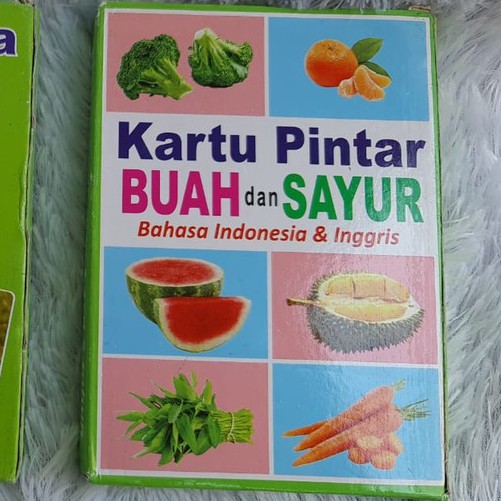 a
Kartu Pintar
BUAH dan SAYUR
Bahasa Indonesia & Inggris